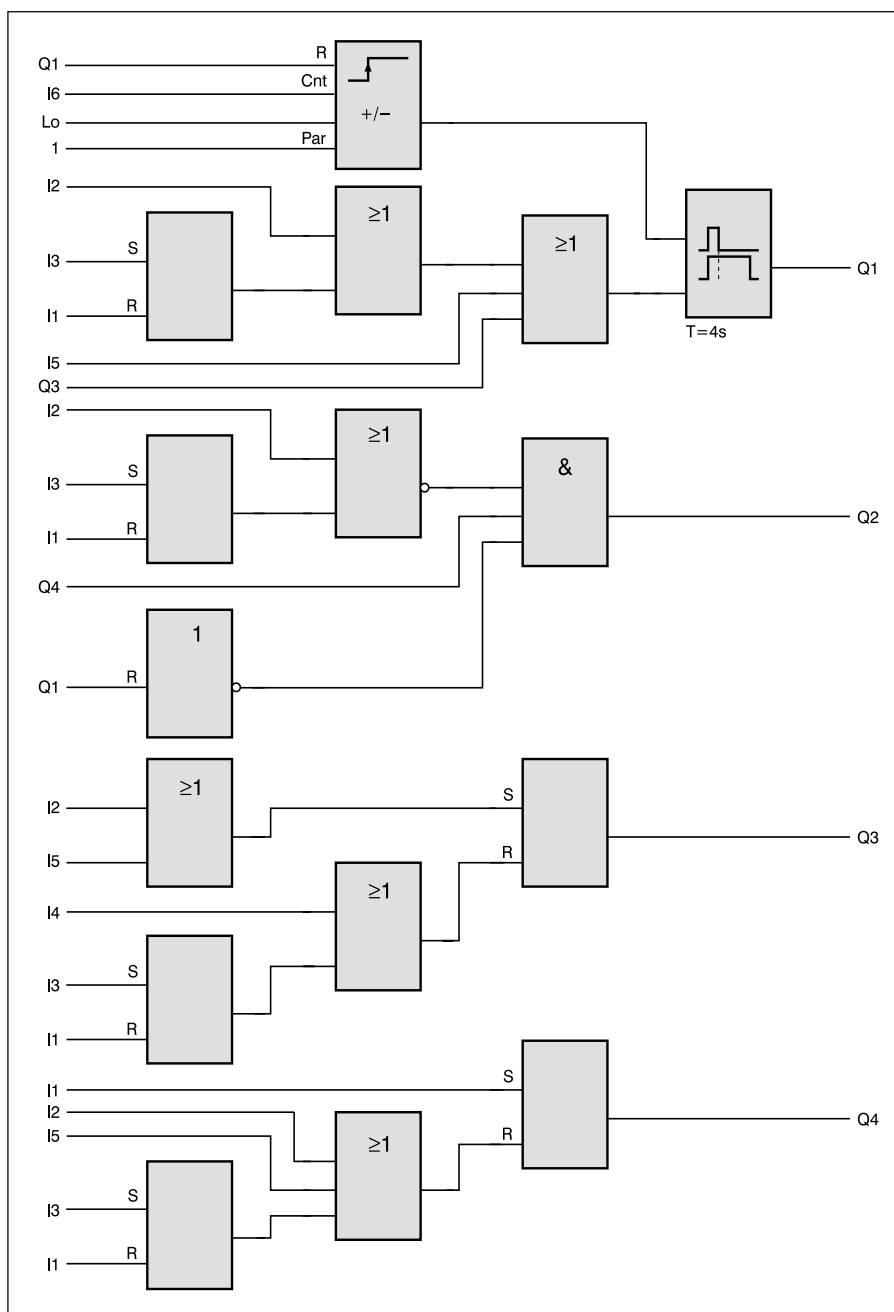 Q1 R
I6 Cnt
Lo +/−
1 Par
I2
≥1
≥1
I3 S
Q1
I1 R
T=4s
I5
Q3
I2
≥1
&
I3 S
Q2
I1 R
Q4
1
Q1 R
≥1
I2 S
Q3
I5 R
≥1
I4
I3 S
I1 R
I1 S
I2
Q4
I5 R
≥1
I3 S
I1 R